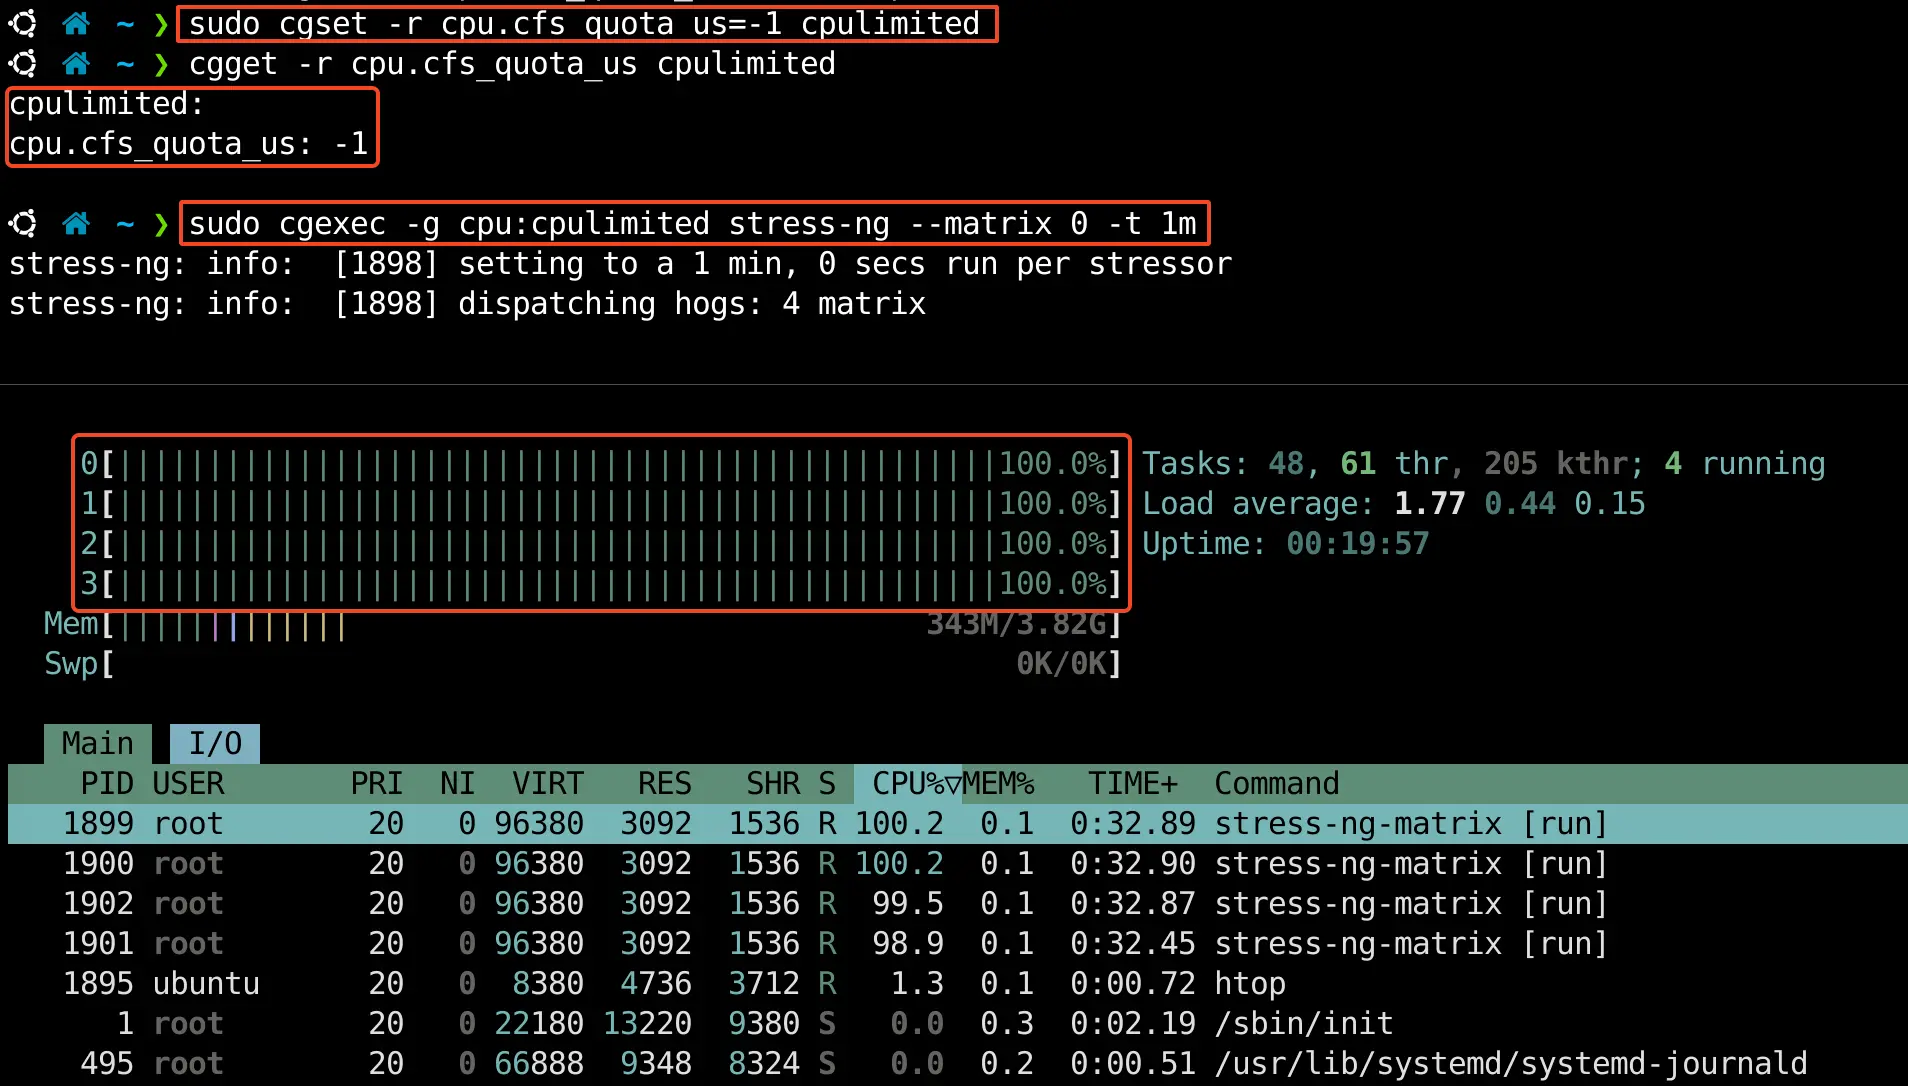 ~ ❯ sudo cgset -r cpu.cfs_quota_us=-1 cpulimited
~ ❯ cgget -r cpu.cfs_quota_us cpulimited
cpulimited:
cpu.cfs_quota_us: -1
~ ❯ sudo cgexec -g cpu:cpulimited stress-ng --matrix 0 -t 1m
stress-ng: info:  [1898] setting to a 1 min, 0 secs run per stressor
stress-ng: info:  [1898] dispatching hogs: 4 matrix
0[|||||||||||||||||||||||||||||||||||||||||||||||||100.0%] Tasks: 48, 61 thr, 205 kthr; 4 running
1[|||||||||||||||||||||||||||||||||||||||||||||||||100.0%] Load average: 1.77 0.44 0.15
2[|||||||||||||||||||||||||||||||||||||||||||||||||100.0%] Uptime: 00:19:57
3[|||||||||||||||||||||||||||||||||||||||||||||||||100.0%]
Mem[||||||||||||| 343M/3.82G]
Swp[ 0K/0K]
Main I/O
PID USER PRI NI VIRT RES SHR S CPU%▽MEM% TIME+ Command
1899 root 20 0 96380 3092 1536 R 100.2 0.1 0:32.89 stress-ng-matrix [run]
1900 root 20 0 96380 3092 1536 R 100.2 0.1 0:32.90 stress-ng-matrix [run]
1902 root 20 0 96380 3092 1536 R 99.5 0.1 0:32.87 stress-ng-matrix [run]
1901 root 20 0 96380 3092 1536 R 98.9 0.1 0:32.45 stress-ng-matrix [run]
1895 ubuntu 20 0 8380 4736 3712 R 1.3 0.1 0:00.72 htop
1 root 20 0 22180 13220 9380 S 0.0 0.3 0:02.19 /sbin/init
495 root 20 0 66888 9348 8324 S 0.0 0.2 0:00.51 /usr/lib/systemd/systemd-journald